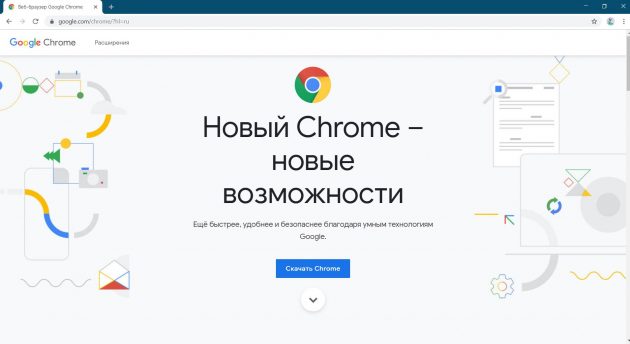 Веб-браузер Google Chrome
google.com/chrome/?hl=ru
Google Chrome
Расширения
Новый Chrome –
новые
возможности
Ещё быстрее, удобнее и безопаснее благодаря умным технологиям
Google.
Скачать Chrome